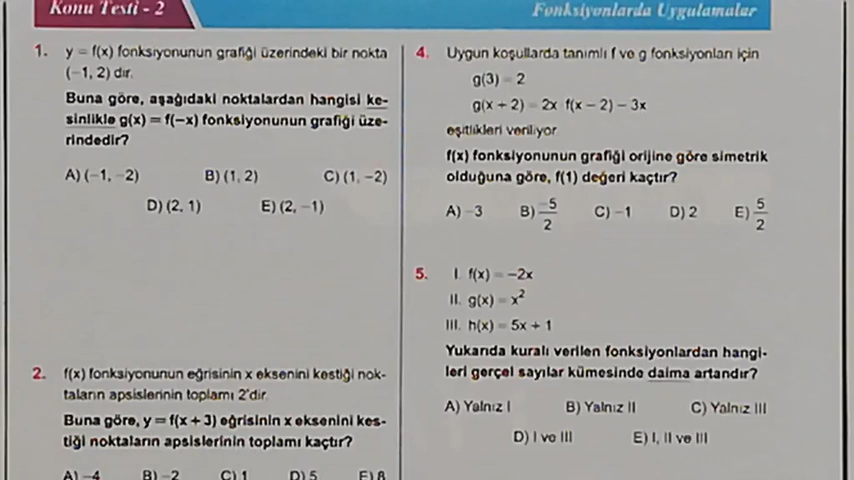 Konu Testi - 2
Fonksiyonlarda Uygulamalar
1. y = f(x) fonksiyonunun grafiği üzerindeki bir nokta
(-1, 2) dir.
Buna göre, aşağıdaki noktalardan hangisi ke-
sinlikle g(x) = f(-x) fonksiyonunun grafiği üze-
rindedir?
A) (-1, -2) B) (1, 2) C) (1, -2)
D) (2, 1) E) (2, -1)
2. f(x) fonksiyonunun eğrisinin x eksenini kestiği nok-
taların apsislerinin toplamı 2'dir.
Buna göre, y = f(x + 3) eğrisinin x eksenini kes-
tiği noktaların apsislerinin toplamı kaçtır?
A) -4 B) -2 C) 1 D) 5 E) 8
4. Uygun koşullarda tanımlı f ve g fonksiyonları için
g(3) = 2
g(x + 2) = 2x f(x - 2) - 3x
eşitlikleri veriliyor
f(x) fonksiyonunun grafiği orijine göre simetrik
olduğuna göre, f(1) değeri kaçtır?
A) -3 B) -5/2 C) -1 D) 2 E) 5/2
5. I. f(x) = -2x
II. g(x) = x²
III. h(x) = 5x + 1
Yukarıda kuralı verilen fonksiyonlardan hangi-
leri gerçel sayılar kümesinde daima artandır?
A) Yalnız I B) Yalnız II C) Yalnız III
D) I ve III E) I, II ve III